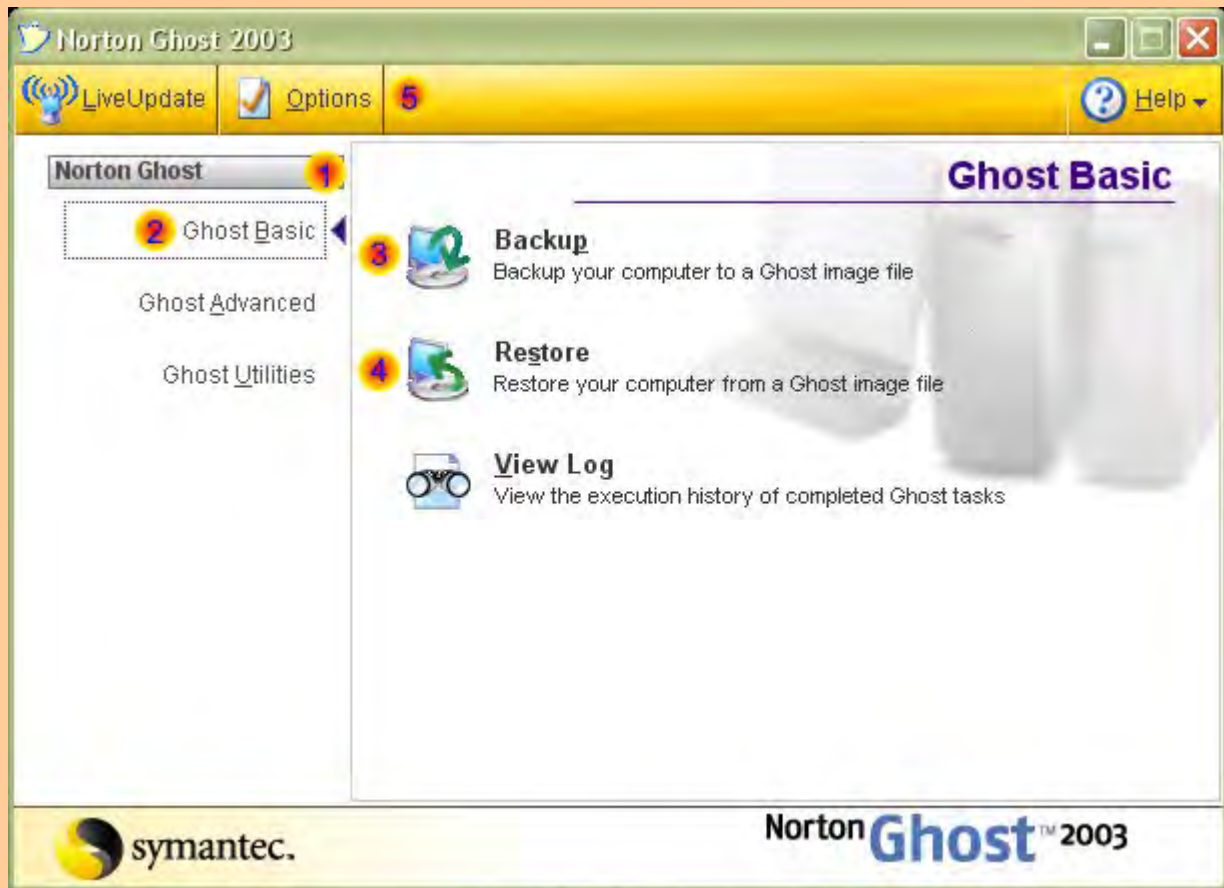 Norton Ghost 2003
LiveUpdate Options 5 Help
Norton Ghost 1
Ghost Basic
2 Ghost Basic
Ghost Advanced
Ghost Utilities
3 Backup
Backup your computer to a Ghost image file
4 Restore
Restore your computer from a Ghost image file
View Log
View the execution history of completed Ghost tasks
symantec.
Norton Ghost™ 2003